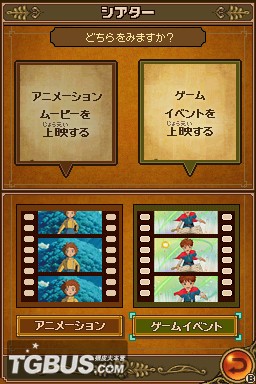 シアター
どちらをみますか？
アニメーション
ムービーを
じょうえい
上映する
ゲーム
イベントを
じょうえい
上映する
アニメーション
ゲームイベント
TGBUS.com
B